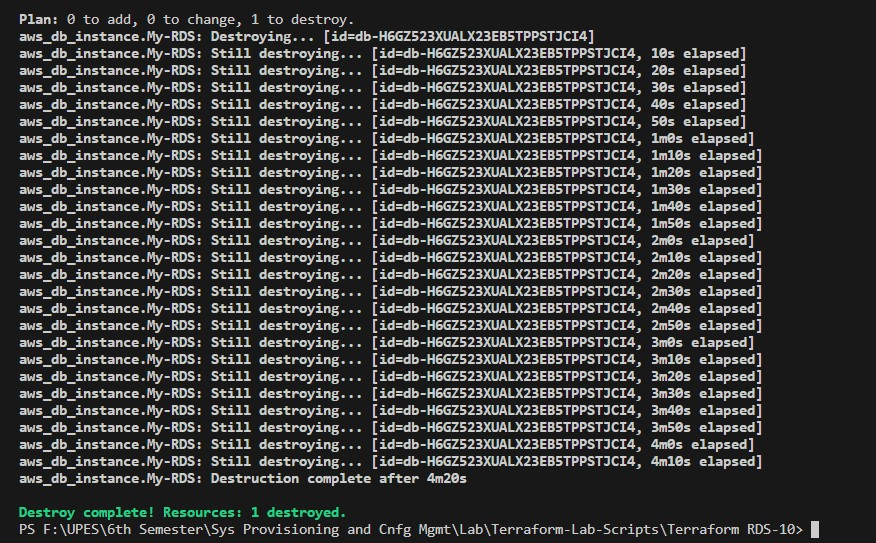 Plan: 0 to add, 0 to change, 1 to destroy.
aws_db_instance.My-RDS: Destroying... [id=db-H6GZ523XUALX23EB5TPPSTJCI4]
aws_db_instance.My-RDS: Still destroying... [id=db-H6GZ523XUALX23EB5TPPSTJCI4, 10s elapsed]
aws_db_instance.My-RDS: Still destroying... [id=db-H6GZ523XUALX23EB5TPPSTJCI4, 20s elapsed]
aws_db_instance.My-RDS: Still destroying... [id=db-H6GZ523XUALX23EB5TPPSTJCI4, 30s elapsed]
aws_db_instance.My-RDS: Still destroying... [id=db-H6GZ523XUALX23EB5TPPSTJCI4, 40s elapsed]
aws_db_instance.My-RDS: Still destroying... [id=db-H6GZ523XUALX23EB5TPPSTJCI4, 50s elapsed]
aws_db_instance.My-RDS: Still destroying... [id=db-H6GZ523XUALX23EB5TPPSTJCI4, 1m0s elapsed]
aws_db_instance.My-RDS: Still destroying... [id=db-H6GZ523XUALX23EB5TPPSTJCI4, 1m10s elapsed]
aws_db_instance.My-RDS: Still destroying... [id=db-H6GZ523XUALX23EB5TPPSTJCI4, 1m20s elapsed]
aws_db_instance.My-RDS: Still destroying... [id=db-H6GZ523XUALX23EB5TPPSTJCI4, 1m30s elapsed]
aws_db_instance.My-RDS: Still destroying... [id=db-H6GZ523XUALX23EB5TPPSTJCI4, 1m40s elapsed]
aws_db_instance.My-RDS: Still destroying... [id=db-H6GZ523XUALX23EB5TPPSTJCI4, 1m50s elapsed]
aws_db_instance.My-RDS: Still destroying... [id=db-H6GZ523XUALX23EB5TPPSTJCI4, 2m0s elapsed]
aws_db_instance.My-RDS: Still destroying... [id=db-H6GZ523XUALX23EB5TPPSTJCI4, 2m10s elapsed]
aws_db_instance.My-RDS: Still destroying... [id=db-H6GZ523XUALX23EB5TPPSTJCI4, 2m20s elapsed]
aws_db_instance.My-RDS: Still destroying... [id=db-H6GZ523XUALX23EB5TPPSTJCI4, 2m30s elapsed]
aws_db_instance.My-RDS: Still destroying... [id=db-H6GZ523XUALX23EB5TPPSTJCI4, 2m40s elapsed]
aws_db_instance.My-RDS: Still destroying... [id=db-H6GZ523XUALX23EB5TPPSTJCI4, 2m50s elapsed]
aws_db_instance.My-RDS: Still destroying... [id=db-H6GZ523XUALX23EB5TPPSTJCI4, 3m0s elapsed]
aws_db_instance.My-RDS: Still destroying... [id=db-H6GZ523XUALX23EB5TPPSTJCI4, 3m10s elapsed]
aws_db_instance.My-RDS: Still destroying... [id=db-H6GZ523XUALX23EB5TPPSTJCI4, 3m20s elapsed]
aws_db_instance.My-RDS: Still destroying... [id=db-H6GZ523XUALX23EB5TPPSTJCI4, 3m30s elapsed]
aws_db_instance.My-RDS: Still destroying... [id=db-H6GZ523XUALX23EB5TPPSTJCI4, 3m40s elapsed]
aws_db_instance.My-RDS: Still destroying... [id=db-H6GZ523XUALX23EB5TPPSTJCI4, 3m50s elapsed]
aws_db_instance.My-RDS: Still destroying... [id=db-H6GZ523XUALX23EB5TPPSTJCI4, 4m0s elapsed]
aws_db_instance.My-RDS: Still destroying... [id=db-H6GZ523XUALX23EB5TPPSTJCI4, 4m10s elapsed]
aws_db_instance.My-RDS: Destruction complete after 4m20s
Destroy complete! Resources: 1 destroyed.
PS F:\UPES\6th Semester\Sys Provisioning and Cnfg Mgmt\Lab\Terraform-Lab-Scripts\Terraform RDS-10>